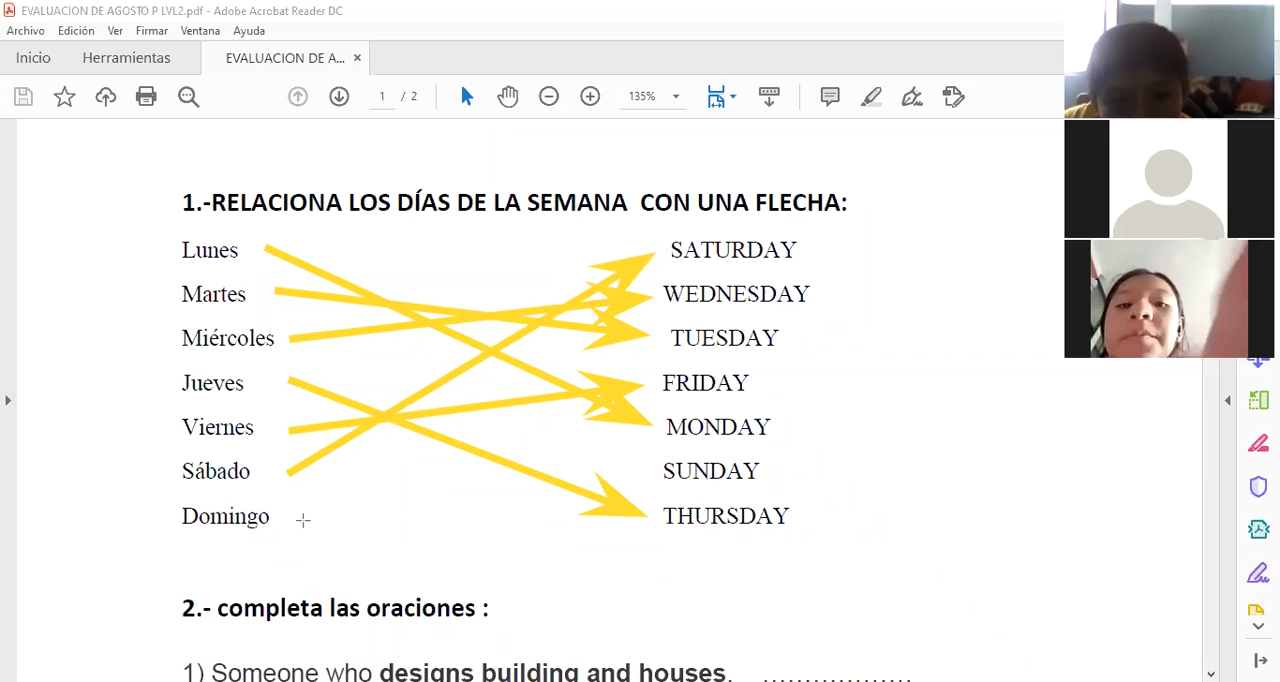 EVALUACION DE AGOSTO P LVL2.pdf - Adobe Acrobat Reader DC
Archivo Edición Ver Firmar Ventana Ayuda
Inicio Herramientas EVALUACION DE A... ×
1 / 2 135%
1.-RELACIONA LOS DÍAS DE LA SEMANA CON UNA FLECHA:
Lunes SATURDAY
Martes WEDNESDAY
Miércoles TUESDAY
Jueves FRIDAY
Viernes MONDAY
Sábado SUNDAY
Domingo THURSDAY
2.- completa las oraciones :
1) Someone who designs building and houses. ..................